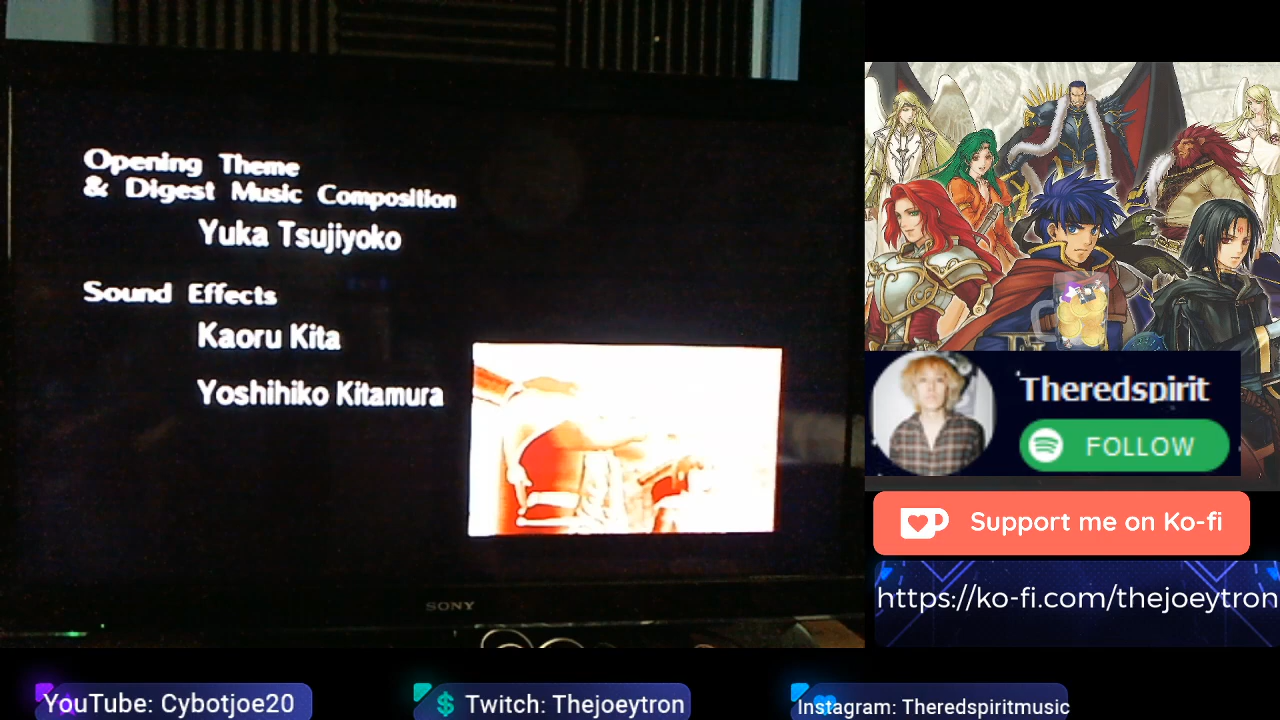 Opening Theme
& Digest Music Composition
Yuka Tsujiyoko
Sound Effects
Kaoru Kita
Yoshihiko Kitamura
SONY
Theredspirit
FOLLOW
Support me on Ko-fi
https://ko-fi.com/thejoeytron
YouTube: Cybotjoe20
$ Twitch: Thejoeytron
Instagram: Theredspiritmusic